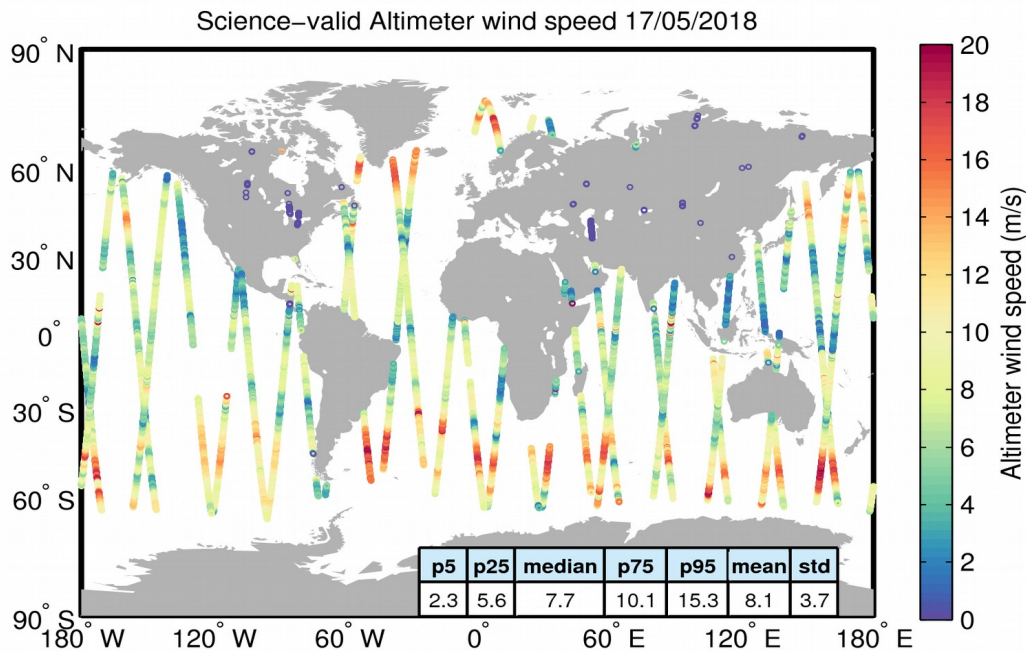 Science−valid Altimeter wind speed 17/05/2018
90° N
60° N
30° N
0°
30° S
60° S
90° S
180° W
120° W
60° W
0°
60° E
120° E
180° E
p5 p25 median p75 p95 mean std
2.3 5.6 7.7 10.1 15.3 8.1 3.7
20
18
16
14
12
10
8
6
4
2
0
Altimeter wind speed (m/s)